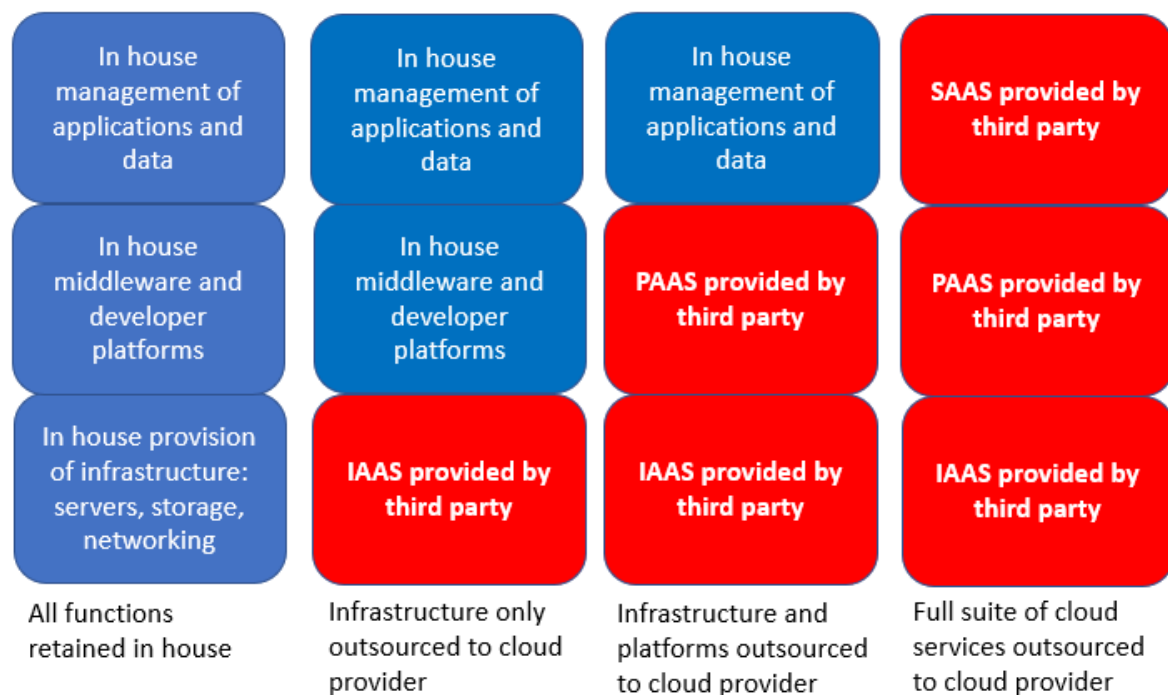 In house
management of
applications and
data
In house
management of
applications and
data
In house
management of
applications and
data
SAAS provided by
third party
In house
middleware and
developer
platforms
In house
middleware and
developer
platforms
PAAS provided by
third party
PAAS provided by
third party
In house provision
of infrastructure:
servers, storage,
networking
IAAS provided by
third party
IAAS provided by
third party
IAAS provided by
third party
All functions
retained in house
Infrastructure only
outsourced to cloud
provider
Infrastructure and
platforms outsourced
to cloud provider
Full suite of cloud
services outsourced
to cloud provider